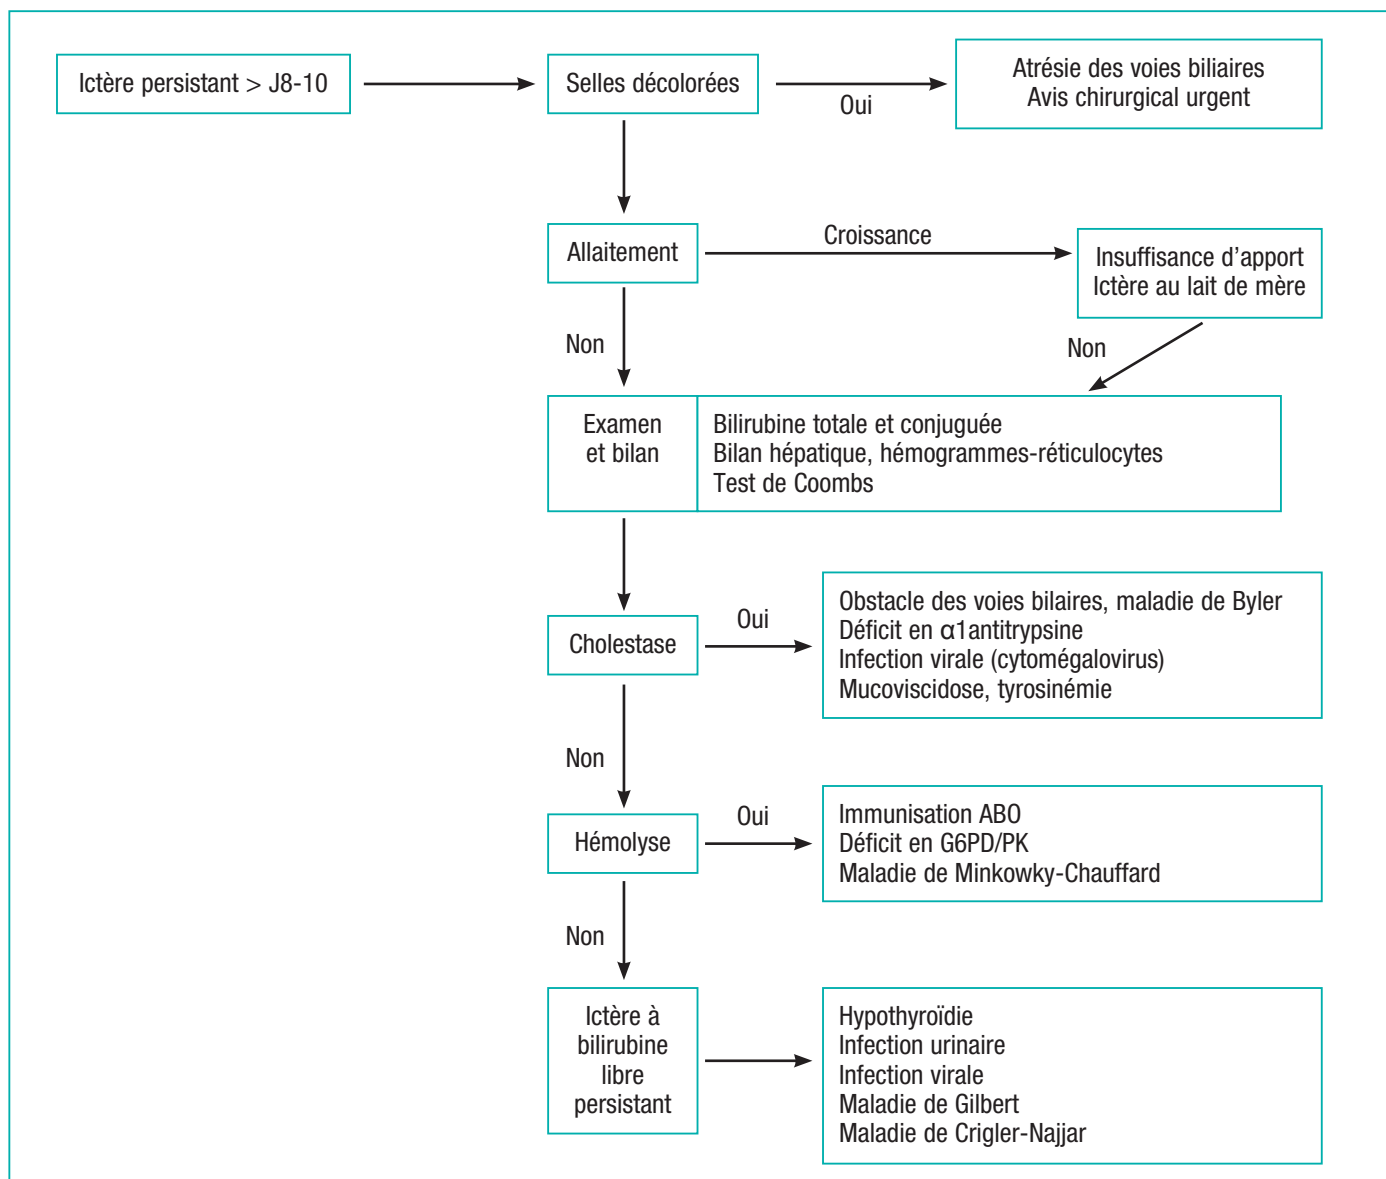 Ictère persistant > J8-10
Selles décolorées
Oui
Atrésie des voies biliaires
Avis chirurgical urgent
Allaitement
Croissance
Insuffisance d’apport
Ictère au lait de mère
Non
Non
Examen
et bilan
Bilirubine totale et conjuguée
Bilan hépatique, hémogrammes-réticulocytes
Test de Coombs
Cholestase
Oui
Obstacle des voies bilaires, maladie de Byler
Déficit en α1antitrypsine
Infection virale (cytomégalovirus)
Mucoviscidose, tyrosinémie
Non
Hémolyse
Oui
Immunisation ABO
Déficit en G6PD/PK
Maladie de Minkowky-Chauffard
Non
Ictère à
bilirubine
libre
persistant
Hypothyroïdie
Infection urinaire
Infection virale
Maladie de Gilbert
Maladie de Crigler-Najjar